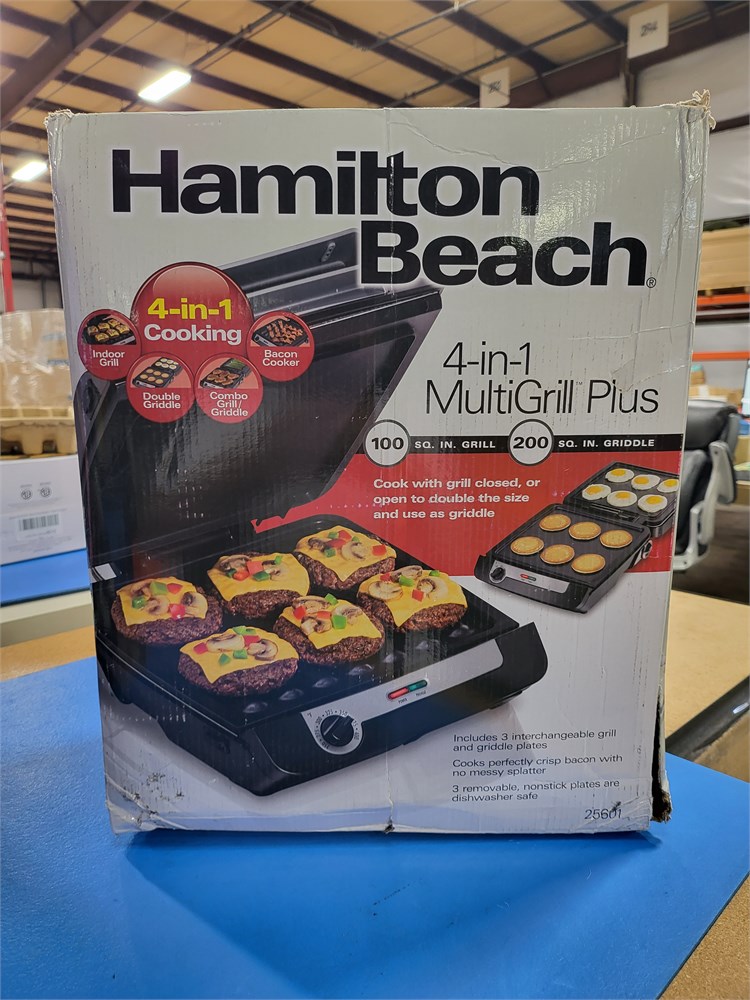 Hamilton
Beach®
4-in-1
Cooking
Indoor
Grill
Bacon
Cooker
Double
Griddle
Combo
Grill/
Griddle
4-in-1
MultiGrill™ Plus
100 SQ. IN. GRILL 200 SQ. IN. GRIDDLE
Cook with grill closed, or
open to double the size
and use as griddle
Includes 3 interchangeable grill
and griddle plates
Cooks perfectly crisp bacon with
no messy splatter
3 removable, nonstick plates are
dishwasher safe
25601